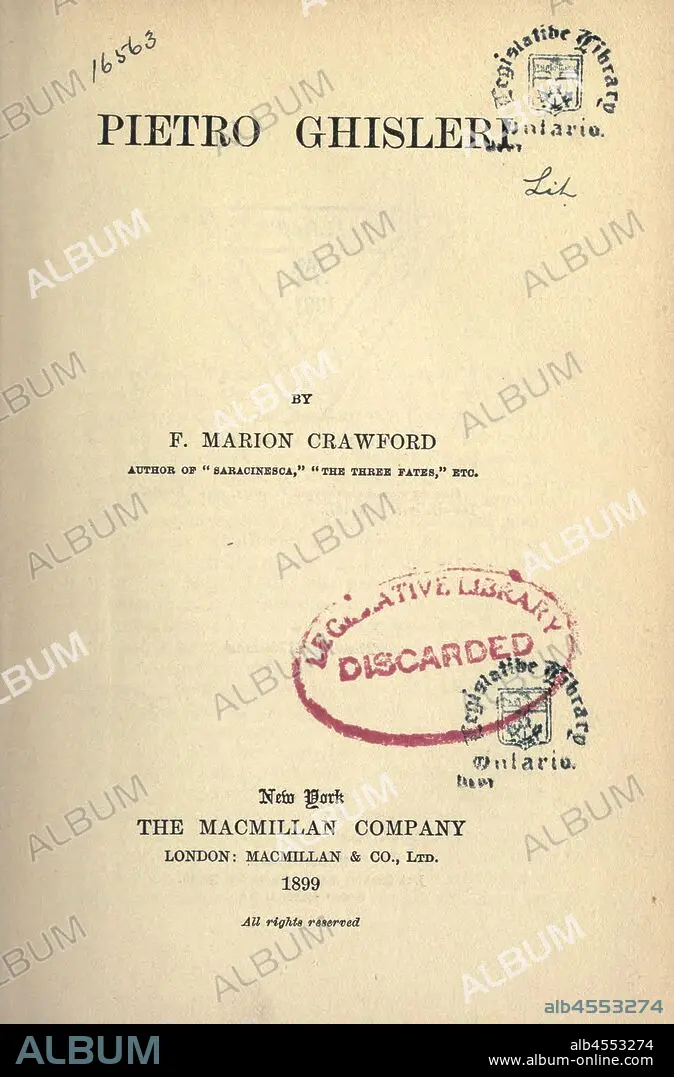 16563
Legislative Library
Ontario.
PIETRO GHISLERI
Lib
BY
F. MARION CRAWFORD
AUTHOR OF “SARACINESCA,” “THE THREE FATES,” ETC.
LEGISLATIVE LIBRARY
DISCARDED
Legislative Library
Ontario.
New York
THE MACMILLAN COMPANY
LONDON: MACMILLAN & CO., LTD.
1899
All rights reserved
ALBUM
alb4553274
ALBUM
alb4553274
www.album-online.com